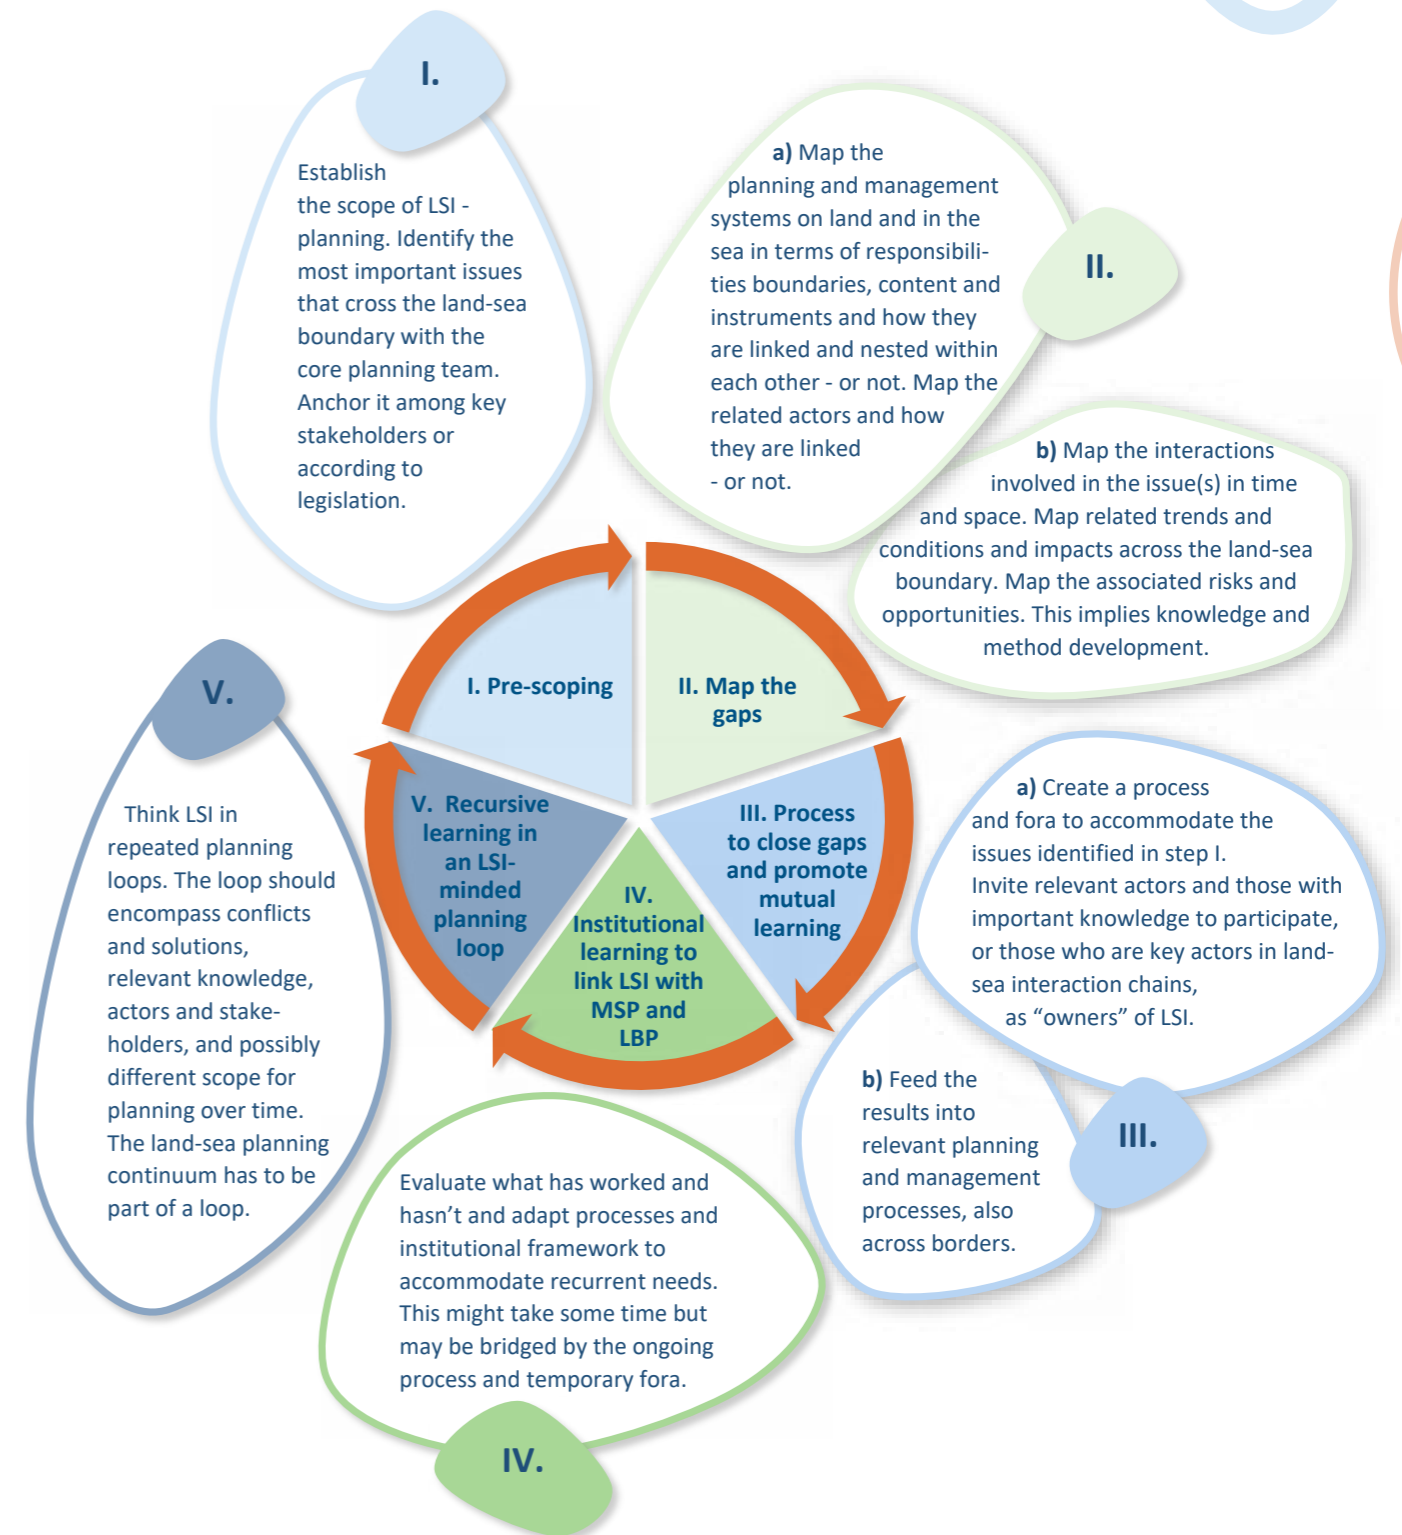 I.
Establish
the scope of LSI -
planning. Identify the
most important issues
that cross the land-sea
boundary with the
core planning team.
Anchor it among key
stakeholders or
according to
legislation.
II.
a) Map the
planning and management
systems on land and in the
sea in terms of responsibili-
ties boundaries, content and
instruments and how they
are linked and nested within
each other - or not. Map the
related actors and how
they are linked
- or not.
b) Map the interactions
involved in the issue(s) in time
and space. Map related trends and
conditions and impacts across the land-sea
boundary. Map the associated risks and
opportunities. This implies knowledge and
method development.
I. Pre-scoping
II. Map the
gaps
III. Process
to close gaps
and promote
mutual
learning
IV.
Institutional
learning to
link LSI with
MSP and
LBP
V. Recursive
learning in
an LSI-
minded
planning
loop
a) Create a process
and fora to accommodate the
issues identified in step I.
Invite relevant actors and those with
important knowledge to participate,
or those who are key actors in land-
sea interaction chains,
as “owners” of LSI.
b) Feed the
results into
relevant planning
and management
processes, also
across borders.
III.
Evaluate what has worked and
hasn’t and adapt processes and
institutional framework to
accommodate recurrent needs.
This might take some time but
may be bridged by the ongoing
process and temporary fora.
IV.
V.
Think LSI in
repeated planning
loops. The loop should
encompass conflicts
and solutions,
relevant knowledge,
actors and stake-
holders, and possibly
different scope for
planning over time.
The land-sea planning
continuum has to be
part of a loop.